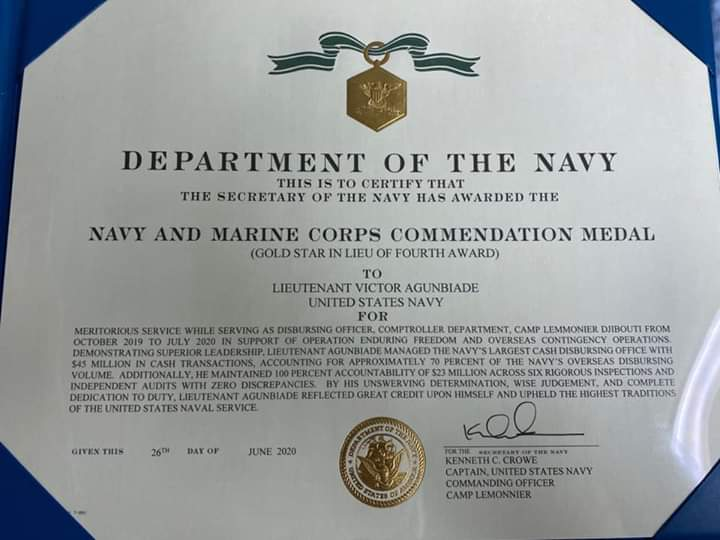 DEPARTMENT OF THE NAVY
THIS IS TO CERTIFY THAT
THE SECRETARY OF THE NAVY HAS AWARDED THE
NAVY AND MARINE CORPS COMMENDATION MEDAL
(GOLD STAR IN LIEU OF FOURTH AWARD)
TO
LIEUTENANT VICTOR AGUNBIADE
UNITED STATES NAVY
FOR
MERITORIOUS SERVICE WHILE SERVING AS DISBURSING OFFICER, COMPTROLLER DEPARTMENT, CAMP LEMMONIER DJIBOUTI FROM
OCTOBER 2019 TO JULY 2020 IN SUPPORT OF OPERATION ENDURING FREEDOM AND OVERSEAS CONTINGENCY OPERATIONS.
DEMONSTRATING SUPERIOR LEADERSHIP, LIEUTENANT AGUNBIADE MANAGED THE NAVY'S LARGEST CASH DISBURSING OFFICE WITH
$45 MILLION IN CASH TRANSACTIONS, ACCOUNTING FOR APPROXIMATELY 70 PERCENT OF THE NAVY'S OVERSEAS DISBURSING
VOLUME. ADDITIONALLY, HE MAINTAINED 100 PERCENT ACCOUNTABILITY OF $23 MILLION ACROSS SIX RIGOROUS INSPECTIONS AND
INDEPENDENT AUDITS WITH ZERO DISCREPANCIES. BY HIS UNSWERVING DETERMINATION, WISE JUDGEMENT, AND COMPLETE
DEDICATION TO DUTY, LIEUTENANT AGUNBIADE REFLECTED GREAT CREDIT UPON HIMSELF AND UPHELD THE HIGHEST TRADITIONS
OF THE UNITED STATES NAVAL SERVICE.
GIVEN THIS 26TH DAY OF JUNE 2020
DEPARTMENT OF THE NAVY
UNITED STATES OF AMERICA
FOR THE SECRETARY OF THE NAVY
KENNETH C. CROWE
CAPTAIN, UNITED STATES NAVY
COMMANDING OFFICER
CAMP LEMONNIER